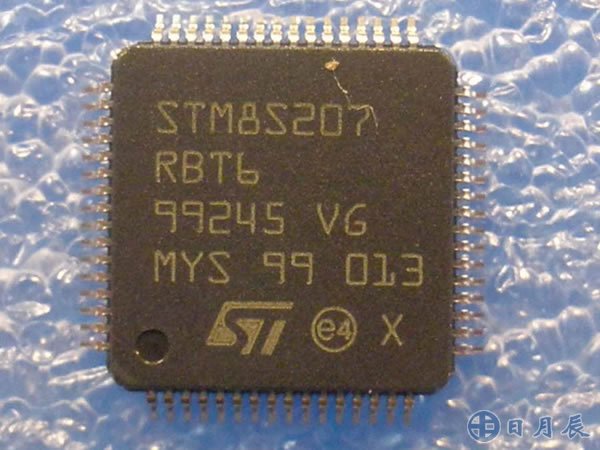 STM8S207
RBT6
99245 VG
MYS 99 013
ST e4 X
日月辰